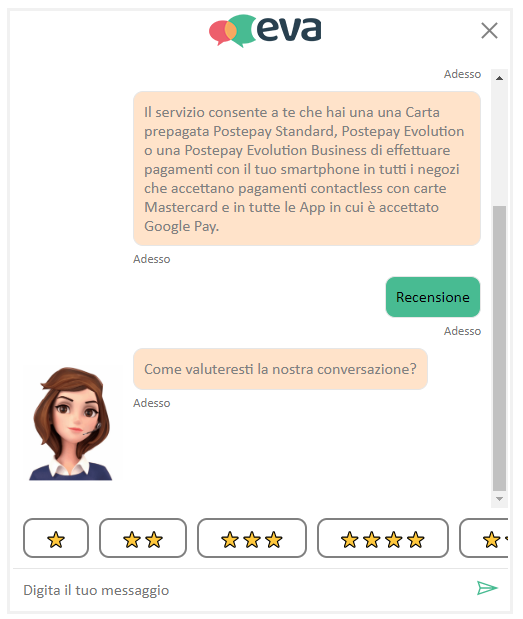 eva
Adesso
Il servizio consente a te che hai una una Carta
prepagata Postepay Standard, Postepay Evolution
o una Postepay Evolution Business di effettuare
pagamenti con il tuo smartphone in tutti i negozi
che accettano pagamenti contactless con carte
Mastercard e in tutte le App in cui è accettato
Google Pay.
Adesso
Recensione
Adesso
Come valuteresti la nostra conversazione?
Adesso
Digita il tuo messaggio